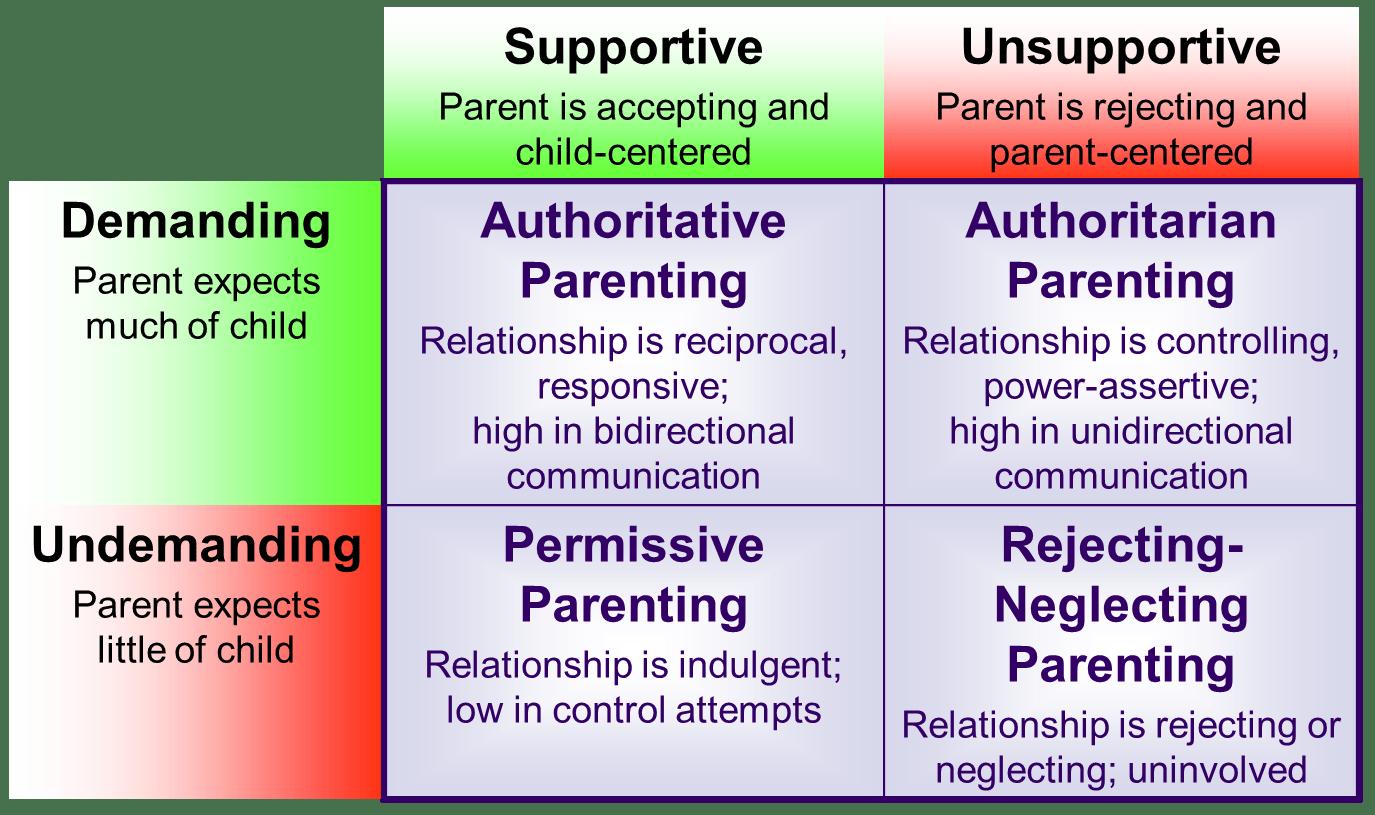 Supportive
Parent is accepting and
child-centered
Unsupportive
Parent is rejecting and
parent-centered
Demanding
Parent expects
much of child
Authoritative
Parenting
Relationship is reciprocal,
responsive;
high in bidirectional
communication
Authoritarian
Parenting
Relationship is controlling,
power-assertive;
high in unidirectional
communication
Undemanding
Parent expects
little of child
Permissive
Parenting
Relationship is indulgent;
low in control attempts
Rejecting-
Neglecting
Parenting
Relationship is rejecting or
neglecting; uninvolved